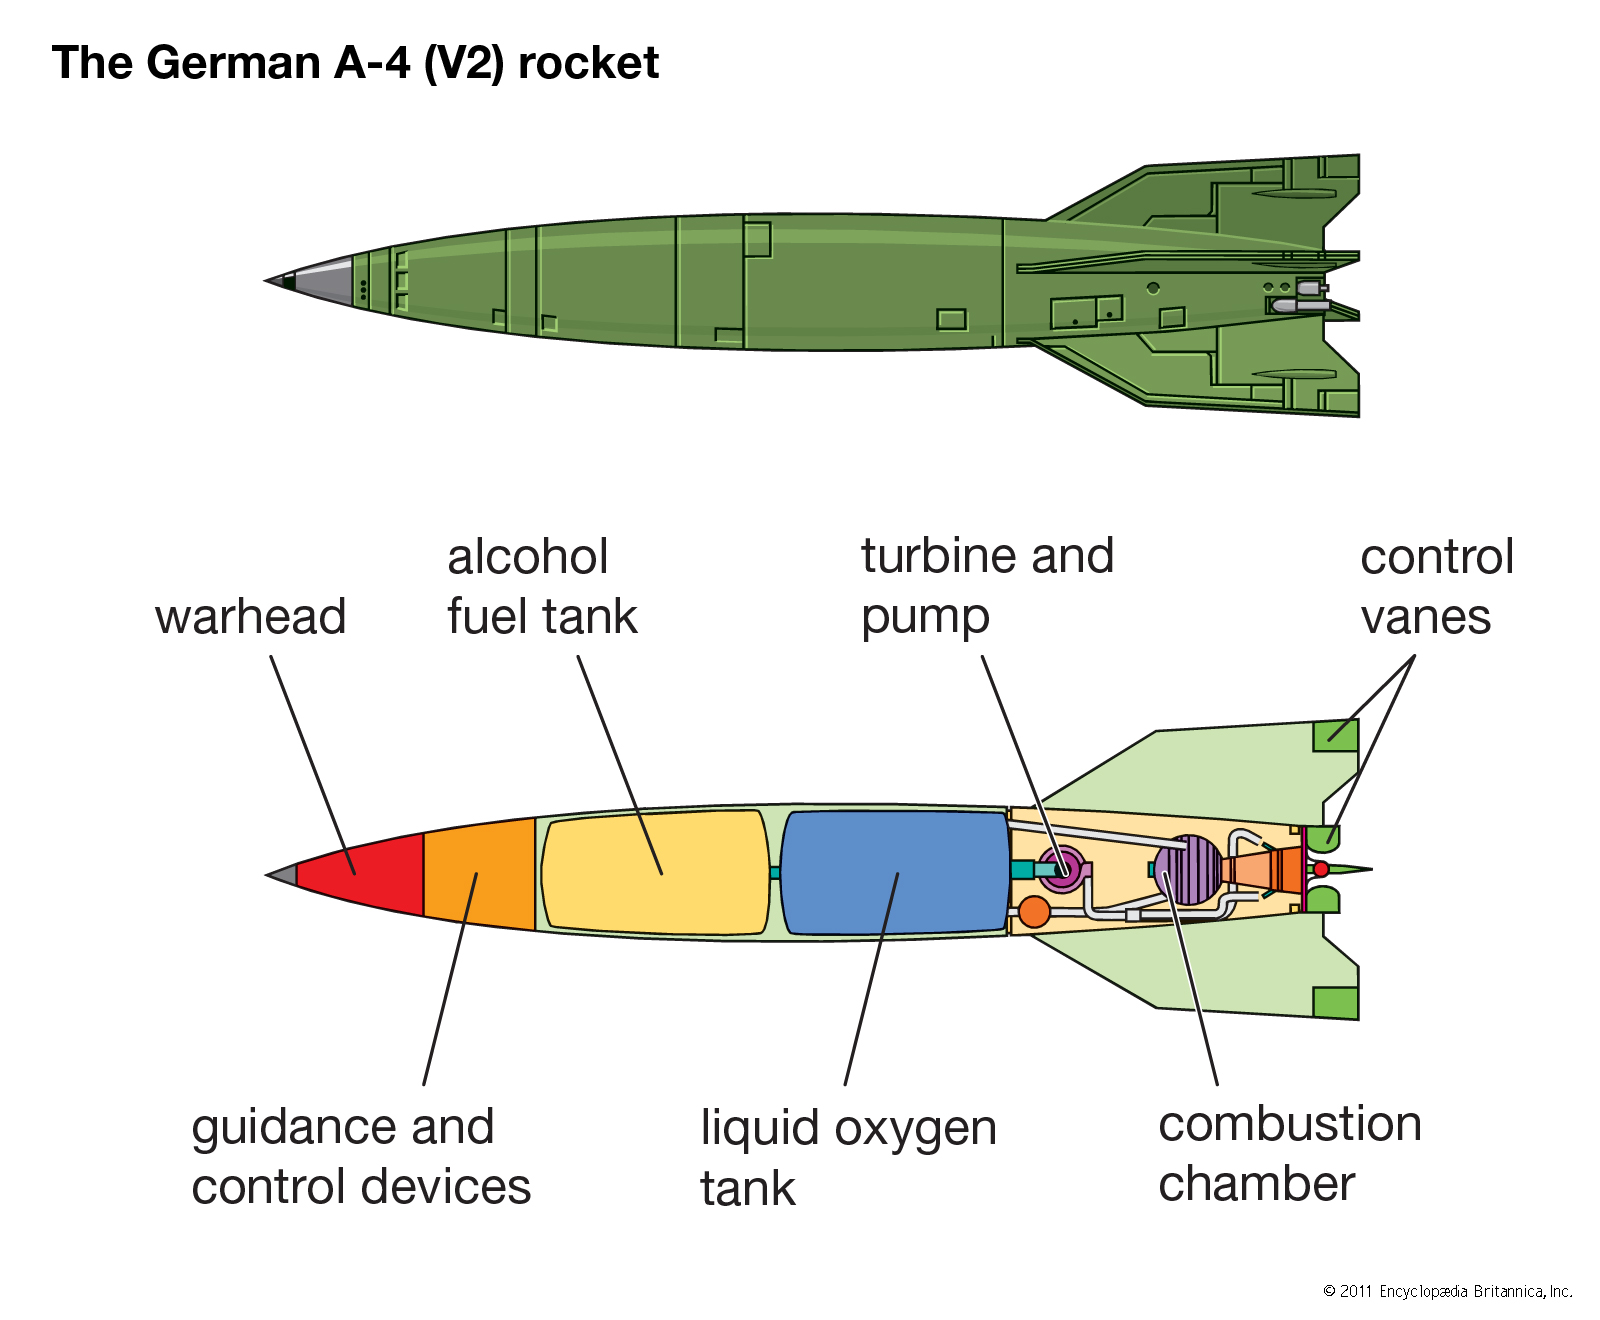 The German A-4 (V2) rocket
alcohol
fuel tank
turbine and
pump
control
vanes
warhead
guidance and
control devices
liquid oxygen
tank
combustion
chamber
© 2011 Encyclopædia Britannica, Inc.